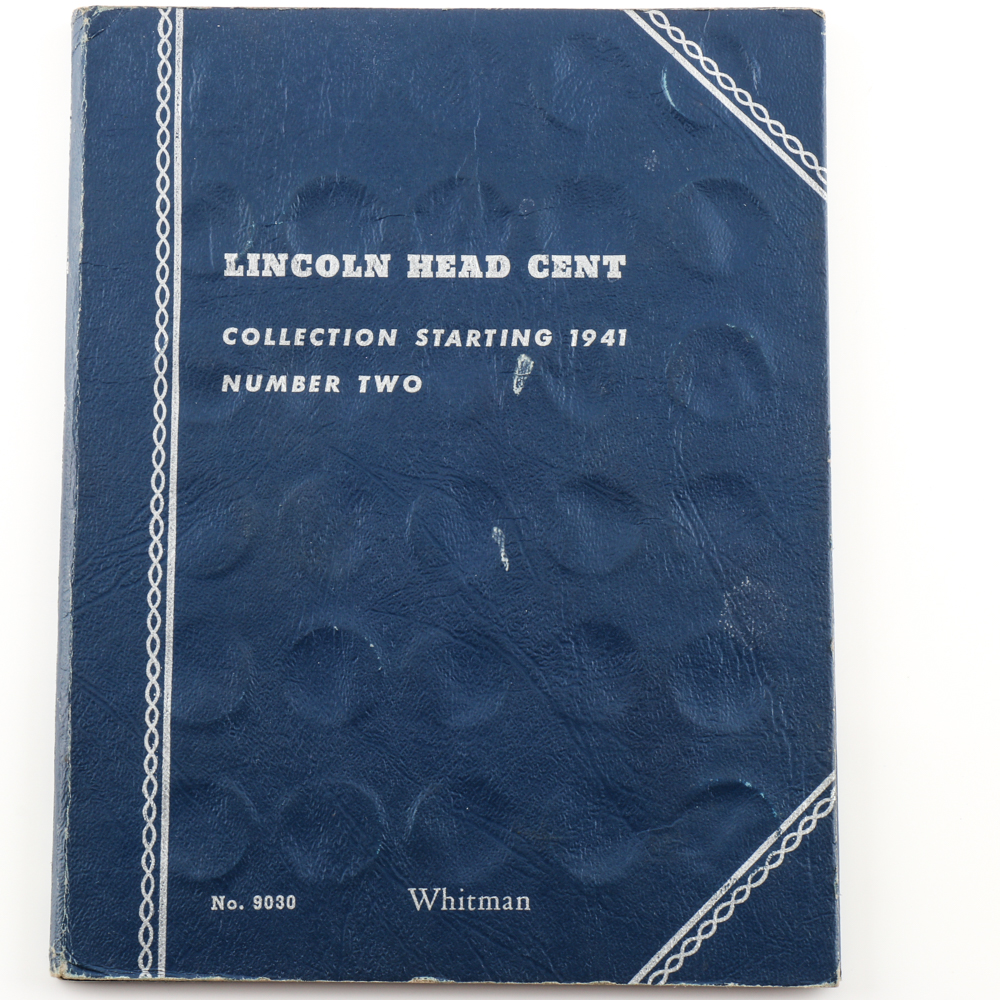 LINCOLN HEAD CENT
COLLECTION STARTING 1941
NUMBER TWO
No. 9030
Whitman